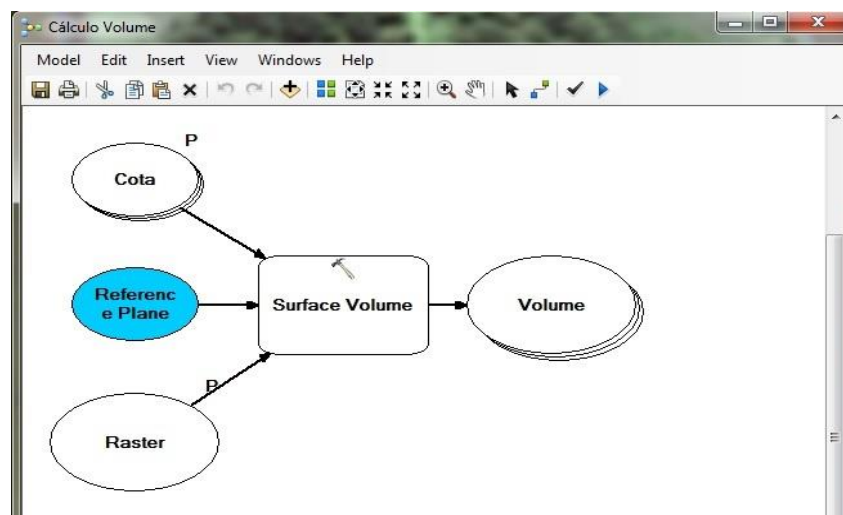 Cálculo Volume
Model Edit Insert View Windows Help
P
Cota
Referenc
e Plane
Surface Volume
Volume
P
Raster